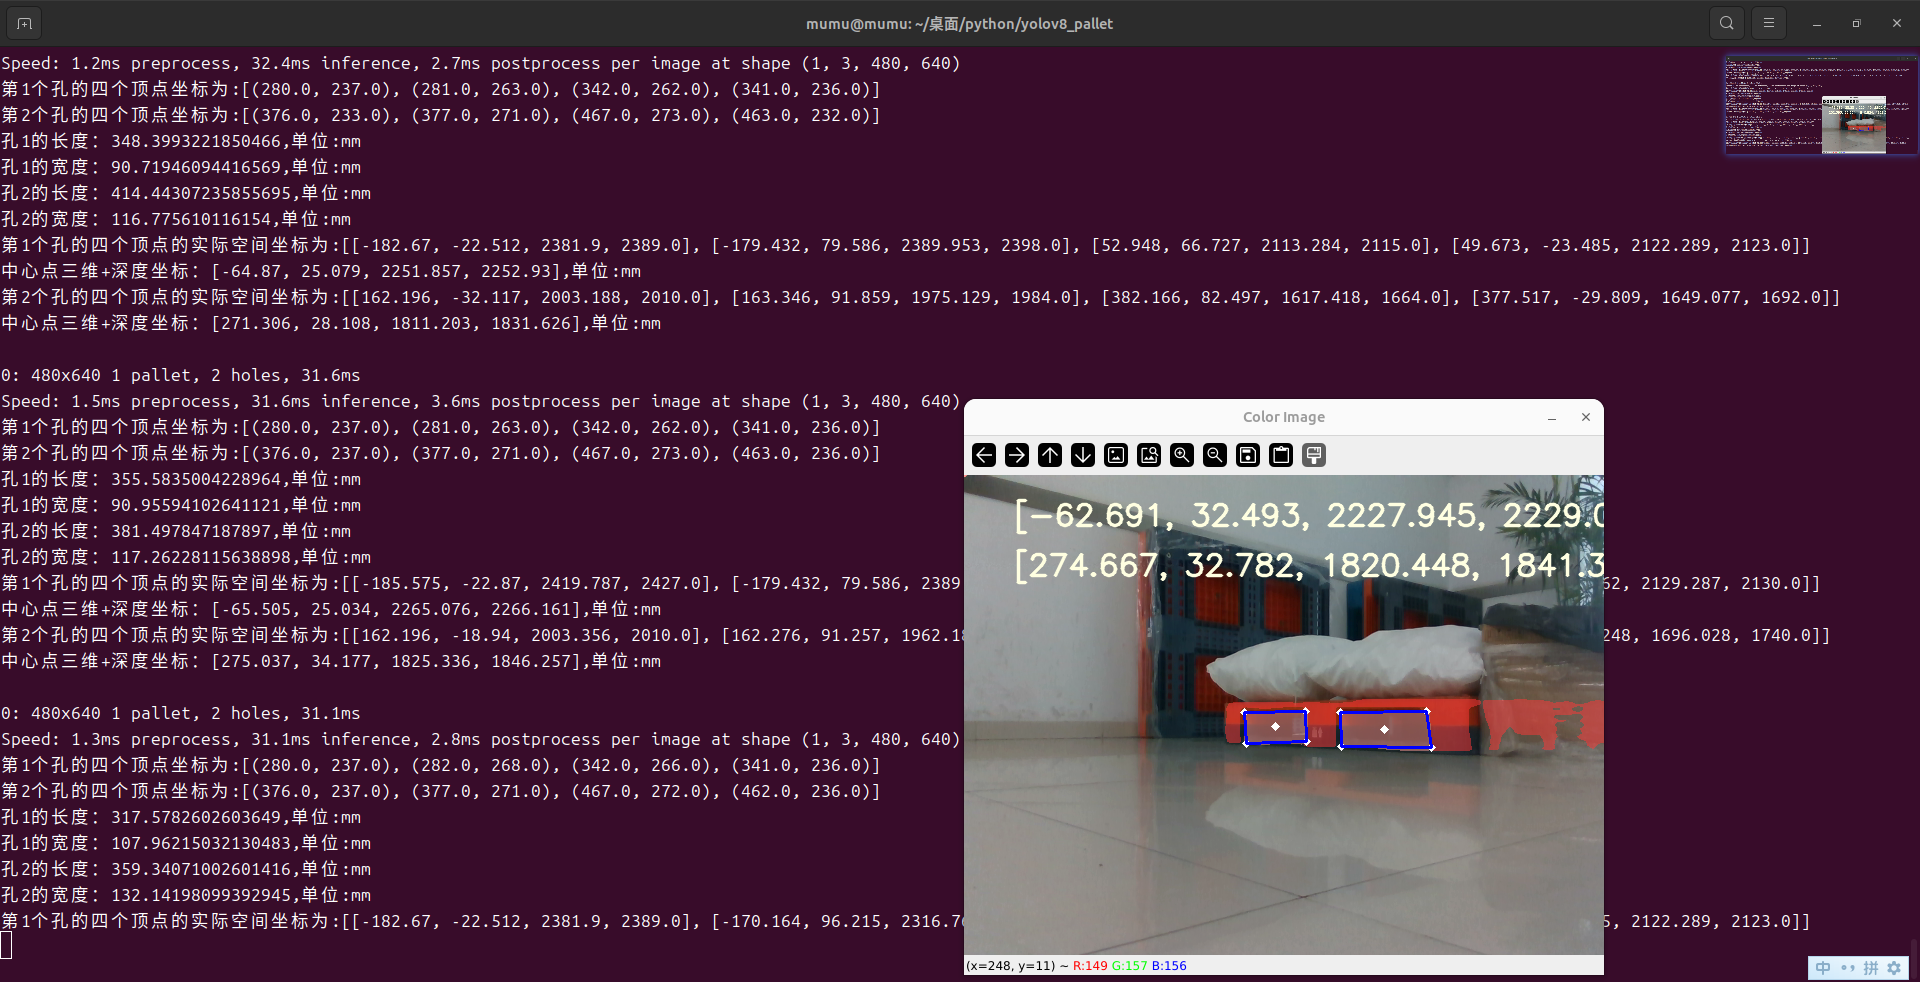 mumu@mumu: ~/桌面/python/yolov8_pallet
Speed: 1.2ms preprocess, 32.4ms inference, 2.7ms postprocess per image at shape (1, 3, 480, 640)
第1个孔的四个顶点坐标为:[(280.0, 237.0), (281.0, 263.0), (342.0, 262.0), (341.0, 236.0)]
第2个孔的四个顶点坐标为:[(376.0, 233.0), (377.0, 271.0), (467.0, 273.0), (463.0, 232.0)]
孔1的长度: 348.3993221850466,单位:mm
孔1的宽度: 90.71946094416569,单位:mm
孔2的长度: 414.44307235855695,单位:mm
孔2的宽度: 116.775610116154,单位:mm
第1个孔的四个顶点的实际空间坐标为:[[-182.67, -22.512, 2381.9, 2389.0], [-179.432, 79.586, 2389.953, 2398.0], [52.948, 66.727, 2113.284, 2115.0], [49.673, -23.485, 2122.289, 2123.0]]
中心点三维+深度坐标: [-64.87, 25.079, 2251.857, 2252.93],单位:mm
第2个孔的四个顶点的实际空间坐标为:[[162.196, -32.117, 2003.188, 2010.0], [163.346, 91.859, 1975.129, 1984.0], [382.166, 82.497, 1617.418, 1664.0], [377.517, -29.809, 1649.077, 1692.0]]
中心点三维+深度坐标: [271.306, 28.108, 1811.203, 1831.626],单位:mm
0: 480x640 1 pallet, 2 holes, 31.6ms
Speed: 1.5ms preprocess, 31.6ms inference, 3.6ms postprocess per image at shape (1, 3, 480, 640)
第1个孔的四个顶点坐标为:[(280.0, 237.0), (281.0, 263.0), (342.0, 262.0), (341.0, 236.0)]
第2个孔的四个顶点坐标为:[(376.0, 237.0), (377.0, 271.0), (467.0, 273.0), (463.0, 236.0)]
孔1的长度: 355.5835004228964,单位:mm
孔1的宽度: 90.95594102641121,单位:mm
孔2的长度: 381.497847187897,单位:mm
孔2的宽度: 117.26228115638898,单位:mm
第1个孔的四个顶点的实际空间坐标为:[[-185.575, -22.87, 2419.787, 2427.0], [-179.432, 79.586, 2389 52, 2129.287, 2130.0]]
中心点三维+深度坐标: [-65.505, 25.034, 2265.076, 2266.161],单位:mm
第2个孔的四个顶点的实际空间坐标为:[[162.196, -18.94, 2003.356, 2010.0], [162.276, 91.257, 1962.18 248, 1696.028, 1740.0]]
中心点三维+深度坐标: [275.037, 34.177, 1825.336, 1846.257],单位:mm
0: 480x640 1 pallet, 2 holes, 31.1ms
Speed: 1.3ms preprocess, 31.1ms inference, 2.8ms postprocess per image at shape (1, 3, 480, 640)
第1个孔的四个顶点坐标为:[(280.0, 237.0), (282.0, 268.0), (342.0, 266.0), (341.0, 236.0)]
第2个孔的四个顶点坐标为:[(376.0, 237.0), (377.0, 271.0), (467.0, 272.0), (462.0, 236.0)]
孔1的长度: 317.5782602603649,单位:mm
孔1的宽度: 107.96215032130483,单位:mm
孔2的长度: 359.34071002601416,单位:mm
孔2的宽度: 132.14198099392945,单位:mm
第1个孔的四个顶点的实际空间坐标为:[[-182.67, -22.512, 2381.9, 2389.0], [-170.164, 96.215, 2316.76 5, 2122.289, 2123.0]]
Color Image
[-62.691, 32.493, 2227.945, 2229.0
[274.667, 32.782, 1820.448, 1841.3
(x=248, y=11) ~ R:149 G:157 B:156
中 拼